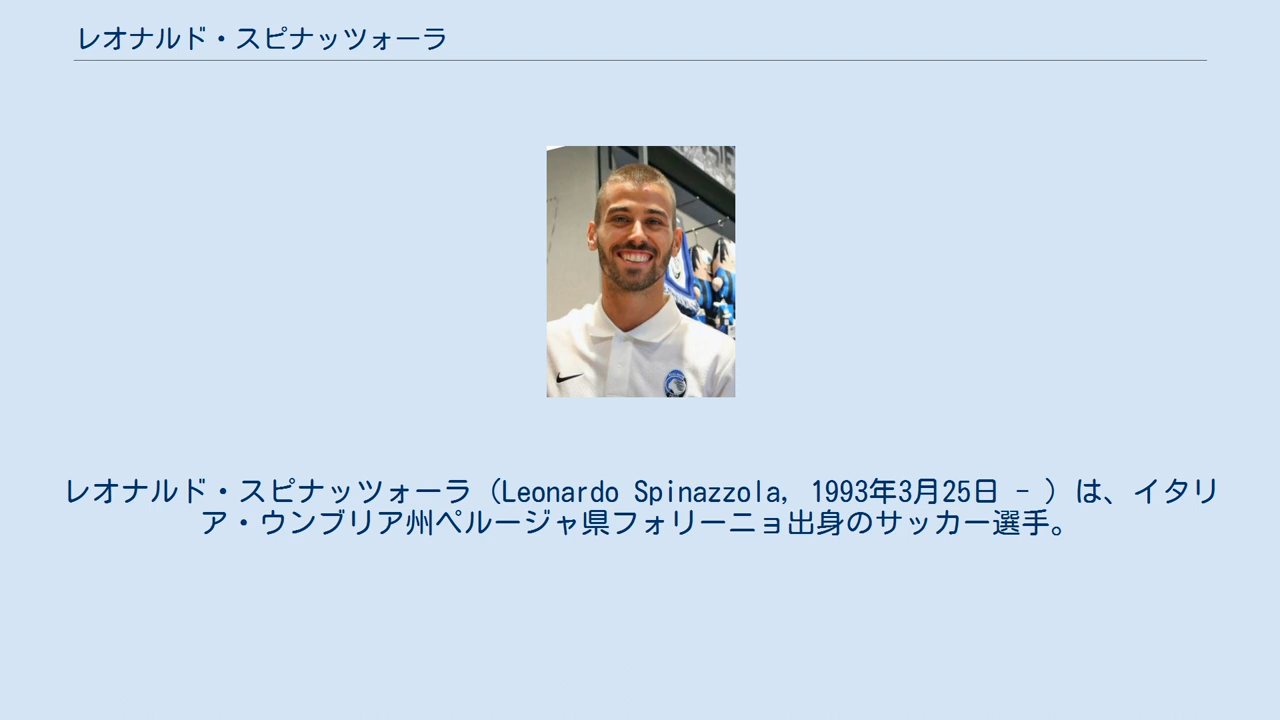 レオナルド・スピナッツォーラ
レオナルド・スピナッツォーラ（Leonardo Spinazzola, 1993年3月25日 - ）は、イタリ
ア・ウンブリア州ペルージャ県フォリーニョ出身のサッカー選手。